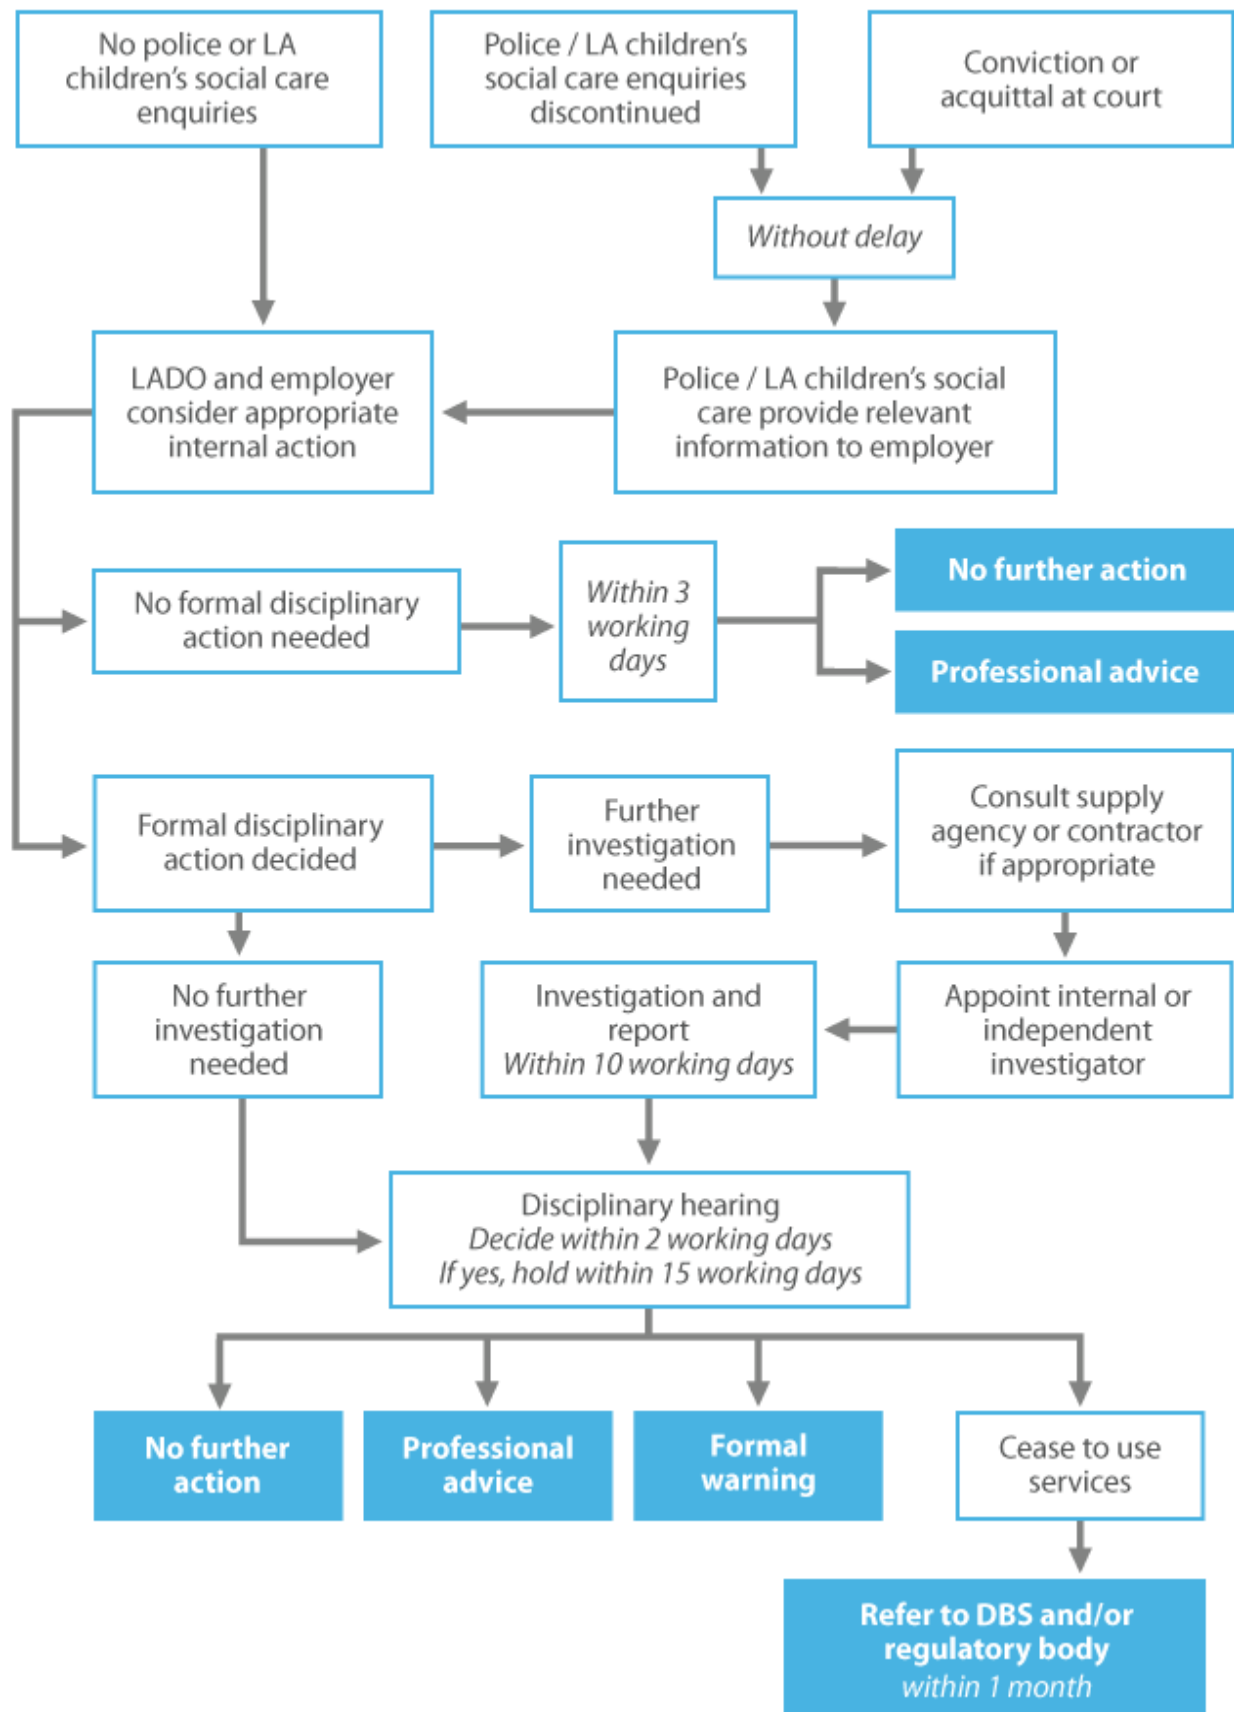 No police or LA
children's social care
enquiries
Police / LA children's
social care enquiries
discontinued
Conviction or
acquittal at court
Without delay
LADO and employer
consider appropriate
internal action
Police / LA children's social
care provide relevant
information to employer
No formal disciplinary
action needed
Within 3
working
days
No further action
Professional advice
Formal disciplinary
action decided
Further
investigation
needed
Consult supply
agency or contractor
if appropriate
No further
investigation
needed
Investigation and
report
Within 10 working days
Appoint internal or
independent
investigator
Disciplinary hearing
Decide within 2 working days
If yes, hold within 15 working days
No further
action
Professional
advice
Formal
warning
Cease to use
services
Refer to DBS and/or
regulatory body
within 1 month